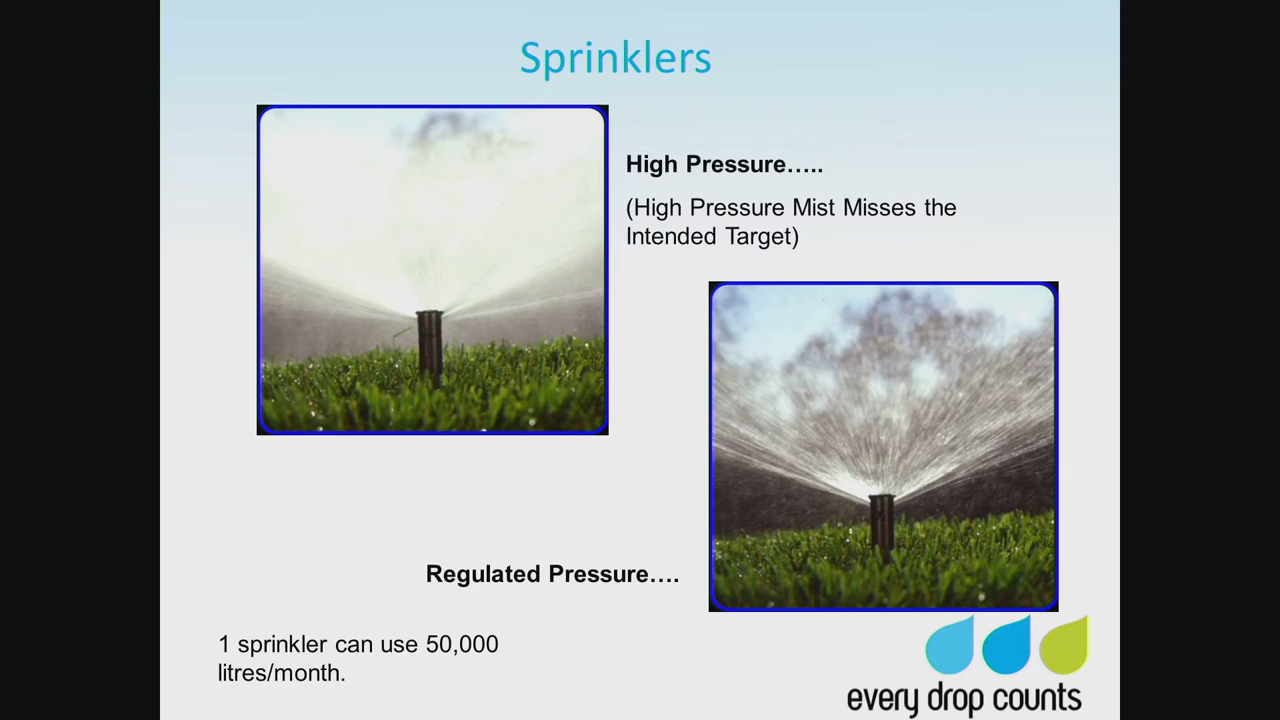 Sprinklers
High Pressure…..
(High Pressure Mist Misses the
Intended Target)
Regulated Pressure….
1 sprinkler can use 50,000
litres/month.
every drop counts